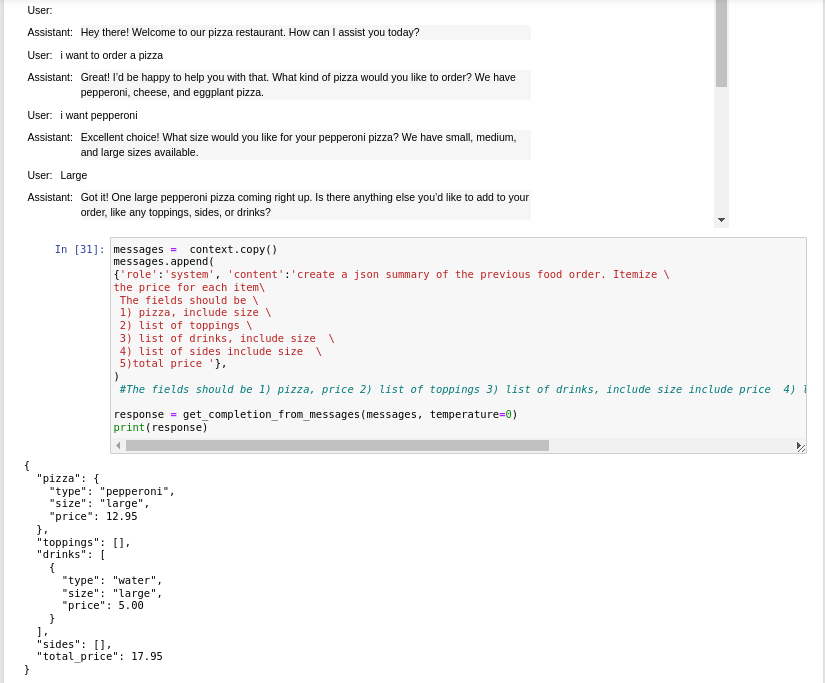 User:
Assistant: Hey there! Welcome to our pizza restaurant. How can I assist you today?
User: i want to order a pizza
Assistant: Great! I'd be happy to help you with that. What kind of pizza would you like to order? We have
pepperoni, cheese, and eggplant pizza.
User: i want pepperoni
Assistant: Excellent choice! What size would you like for your pepperoni pizza? We have small, medium,
and large sizes available.
User: Large
Assistant: Got it! One large pepperoni pizza coming right up. Is there anything else you'd like to add to your
order, like any toppings, sides, or drinks?
In [31]: messages =  context.copy()
messages.append(
{'role':'system', 'content':'create a json summary of the previous food order. Itemize \
the price for each item\
 The fields should be \
 1) pizza, include size \
 2) list of toppings \
 3) list of drinks, include size  \
 4) list of sides include size  \
 5)total price '},
)
 #The fields should be 1) pizza, price 2) list of toppings 3) list of drinks, include size include price  4) l
response = get_completion_from_messages(messages, temperature=0)
print(response)
{
  "pizza": {
    "type": "pepperoni",
    "size": "large",
    "price": 12.95
  },
  "toppings": [],
  "drinks": [
    {
      "type": "water",
      "size": "large",
      "price": 5.00
    }
  ],
  "sides": [],
  "total_price": 17.95
}